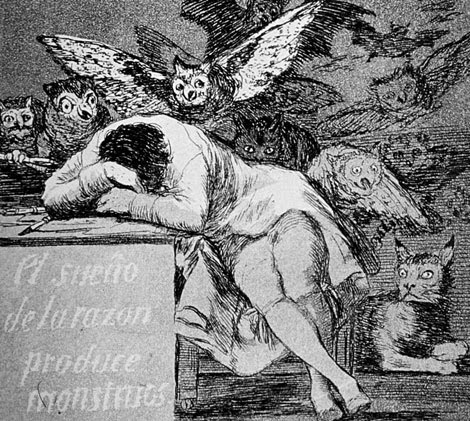 El sueño
de la razon
produce
monstruos